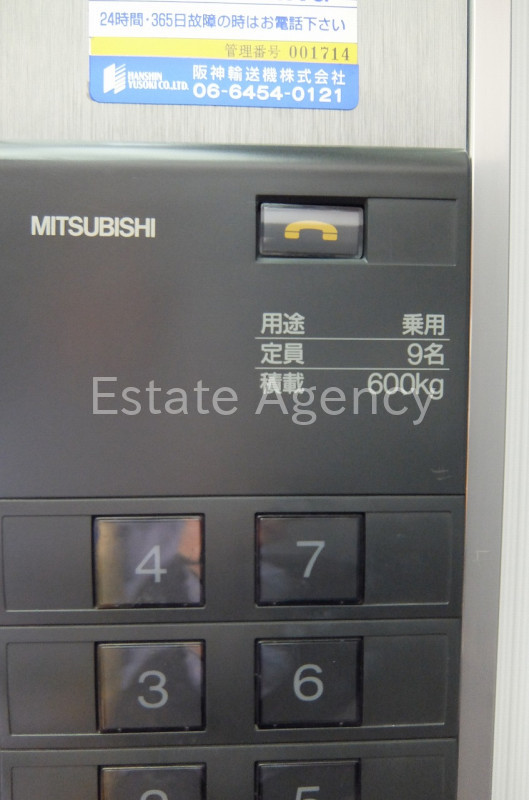 24時間・365日故障の時はお電話下さい
管理番号 001714
HANSHIN YUSOKI CO.,LTD.
阪神輸送機株式会社
06-6454-0121
MITSUBISHI
用途 乗用
定員 9名
積載 600kg
Estate Agency
4 7
3 6
2 5